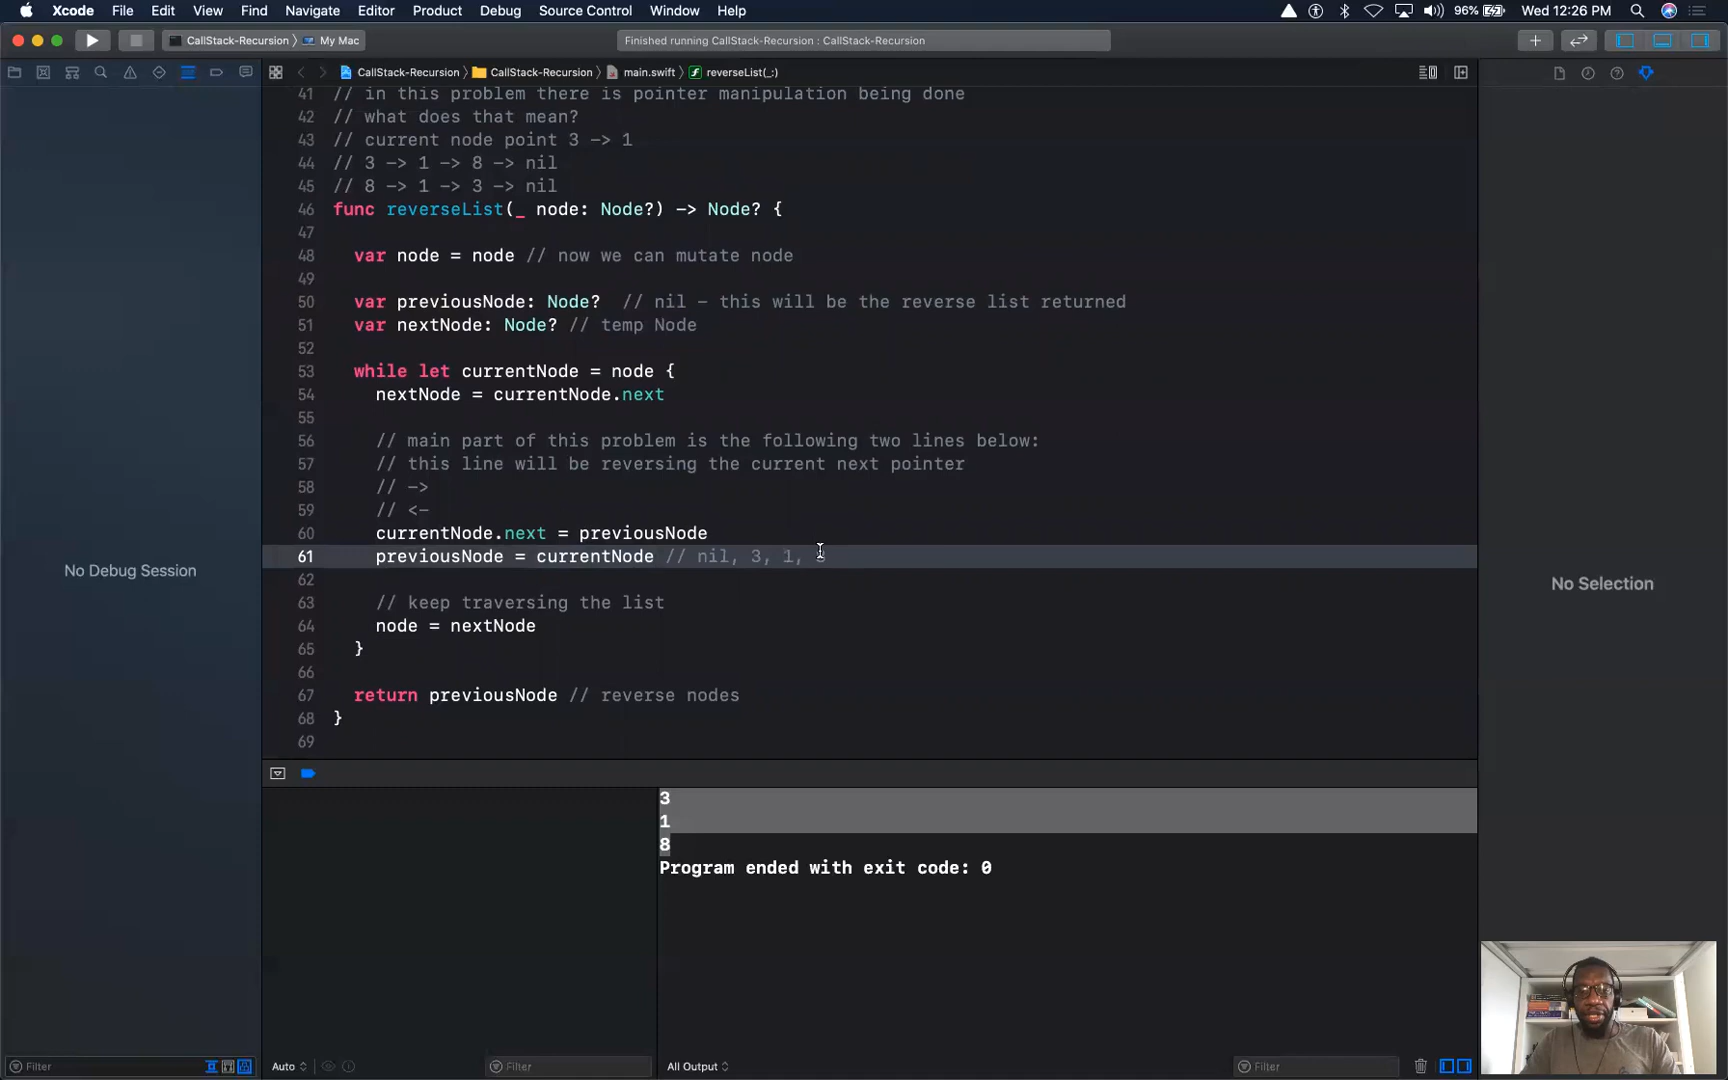 Xcode File Edit View Find Navigate Editor Product Debug Source Control Window Help 96% Wed 12:26 PM
CallStack-Recursion 〉 My Mac Finished running CallStack-Recursion : CallStack-Recursion
CallStack-Recursion 〉 CallStack-Recursion 〉 main.swift 〉 reverseList(_:)
41 // in this problem there is pointer manipulation being done
42 // what does that mean?
43 // current node point 3 -> 1
44 // 3 -> 1 -> 8 -> nil
45 // 8 -> 1 -> 3 -> nil
46 func reverseList(_ node: Node?) -> Node? {
47
48 var node = node // now we can mutate node
49
50 var previousNode: Node? // nil - this will be the reverse list returned
51 var nextNode: Node? // temp Node
52
53 while let currentNode = node {
54 nextNode = currentNode.next
55
56 // main part of this problem is the following two lines below:
57 // this line will be reversing the current next pointer
58 // ->
59 // <-
60 currentNode.next = previousNode
61 previousNode = currentNode // nil, 3, 1,
62
63 // keep traversing the list
64 node = nextNode
65 }
66
67 return previousNode // reverse nodes
68 }
69
No Debug Session
No Selection
3
1
8
Program ended with exit code: 0
Filter Auto Filter All Output Filter